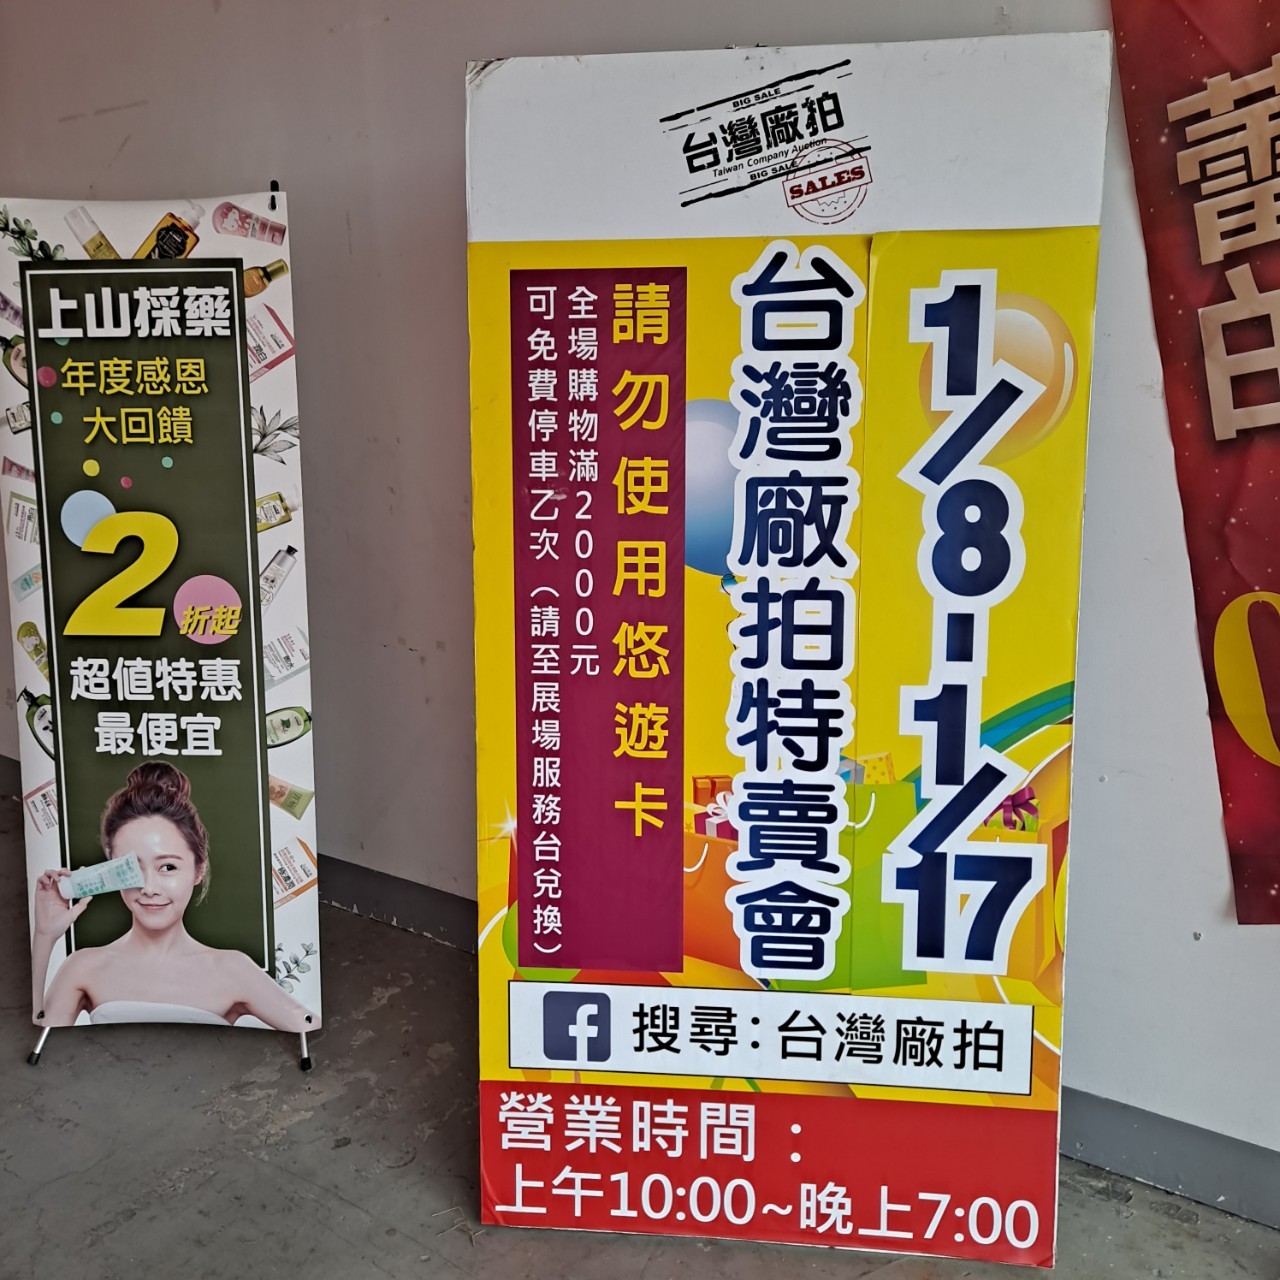 上山採藥
年度感恩
大回饋
2
折起
超值特惠
最便宜
BIG SALE
台灣廠拍
Taiwan Company Auction
BIG SALE
SALES
1/8-1/17
台灣廠拍特賣會
請勿使用悠遊卡
全場購物滿2000元
可免費停車乙次（請至展場服務台兌換）
f 搜尋:台灣廠拍
營業時間：
上午10:00~晚上7:00